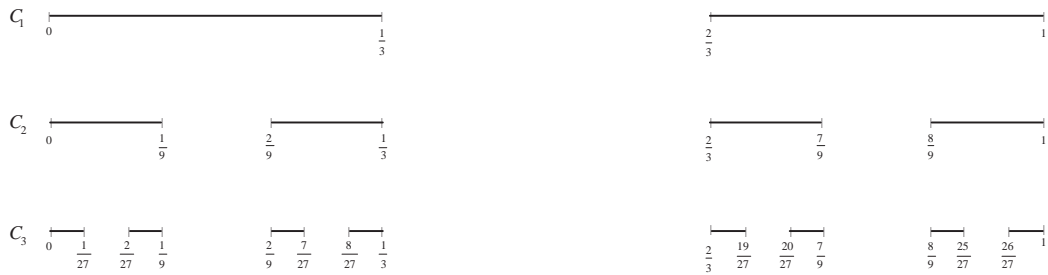 C₁ 0 1/3 2/3 1
C₂ 0 1/9 2/9 1/3 2/3 7/9 8/9 1
C₃ 0 1/27 2/27 1/9 2/9 7/27 8/27 1/3 2/3 19/27 20/27 7/9 8/9 25/27 26/27 1